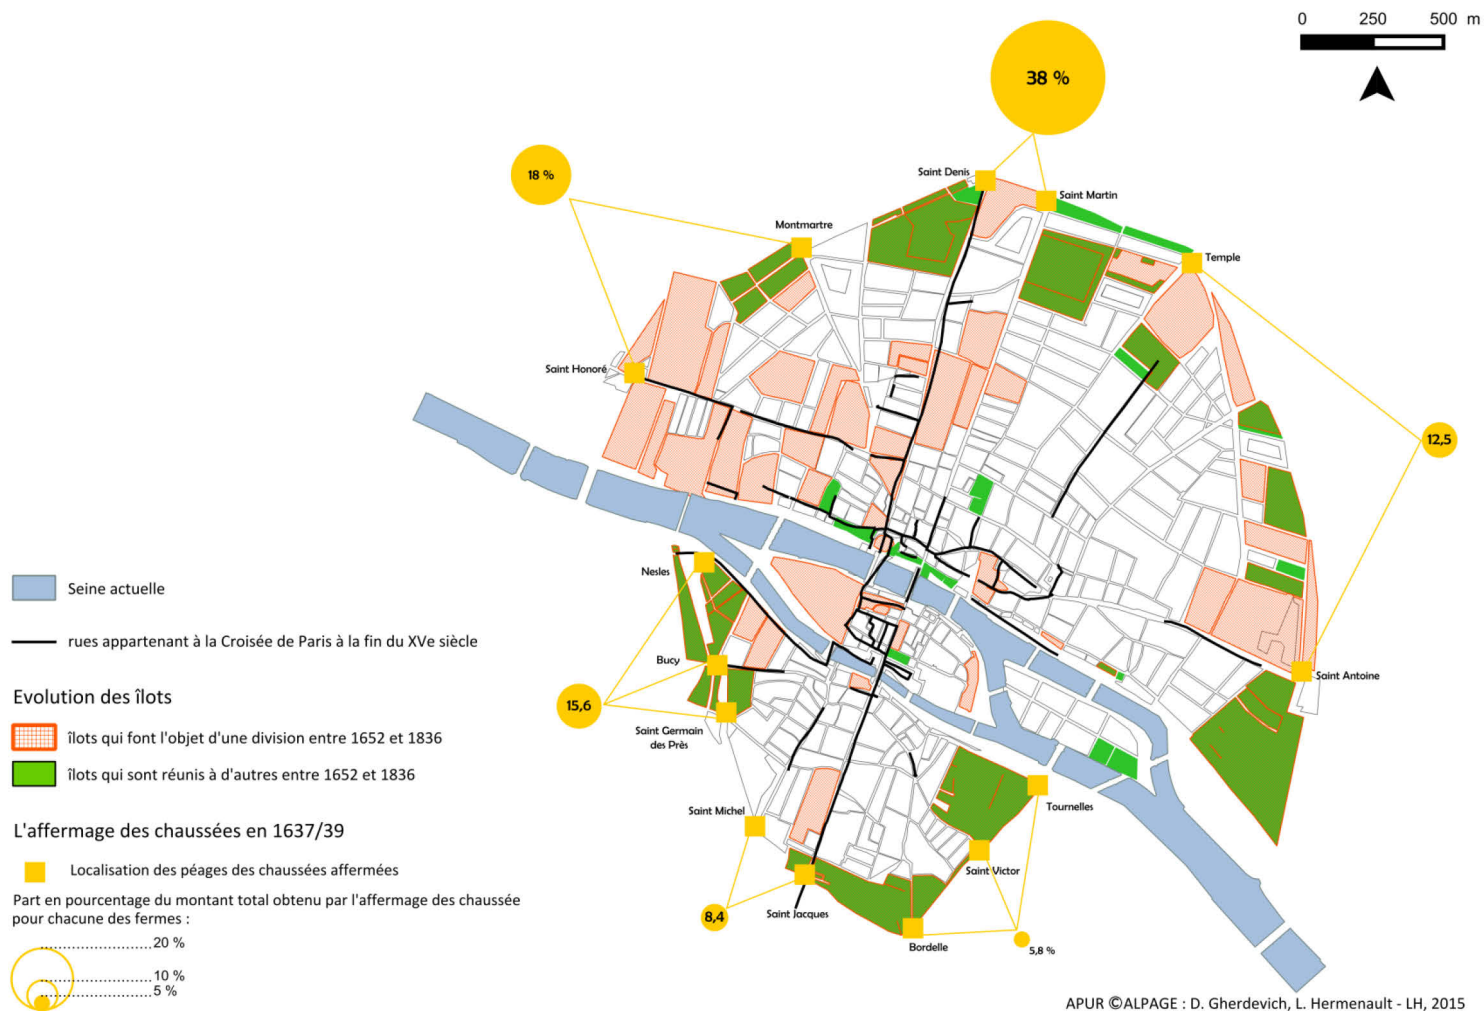 0 250 500 m
38 %
18 %
Saint Denis
Saint Martin
Montmartre
Temple
Saint Honoré
12,5
Nesles
Seine actuelle
rues appartenant à la Croisée de Paris à la fin du XVe siècle
Bucy
Saint Antoine
Evolution des îlots
15,6
Saint Germain
des Près
îlots qui font l'objet d'une division entre 1652 et 1836
îlots qui sont réunis à d'autres entre 1652 et 1836
Tournelles
Saint Michel
L'affermage des chaussées en 1637/39
Localisation des péages des chaussées affermées
Saint Victor
Part en pourcentage du montant total obtenu par l'affermage des chaussée
pour chacune des fermes :
8,4
Saint Jacques
Bordelle
5,8 %
20 %
10 %
5 %
APUR ©ALPAGE : D. Gherdevich, L. Hermenault - LH, 2015